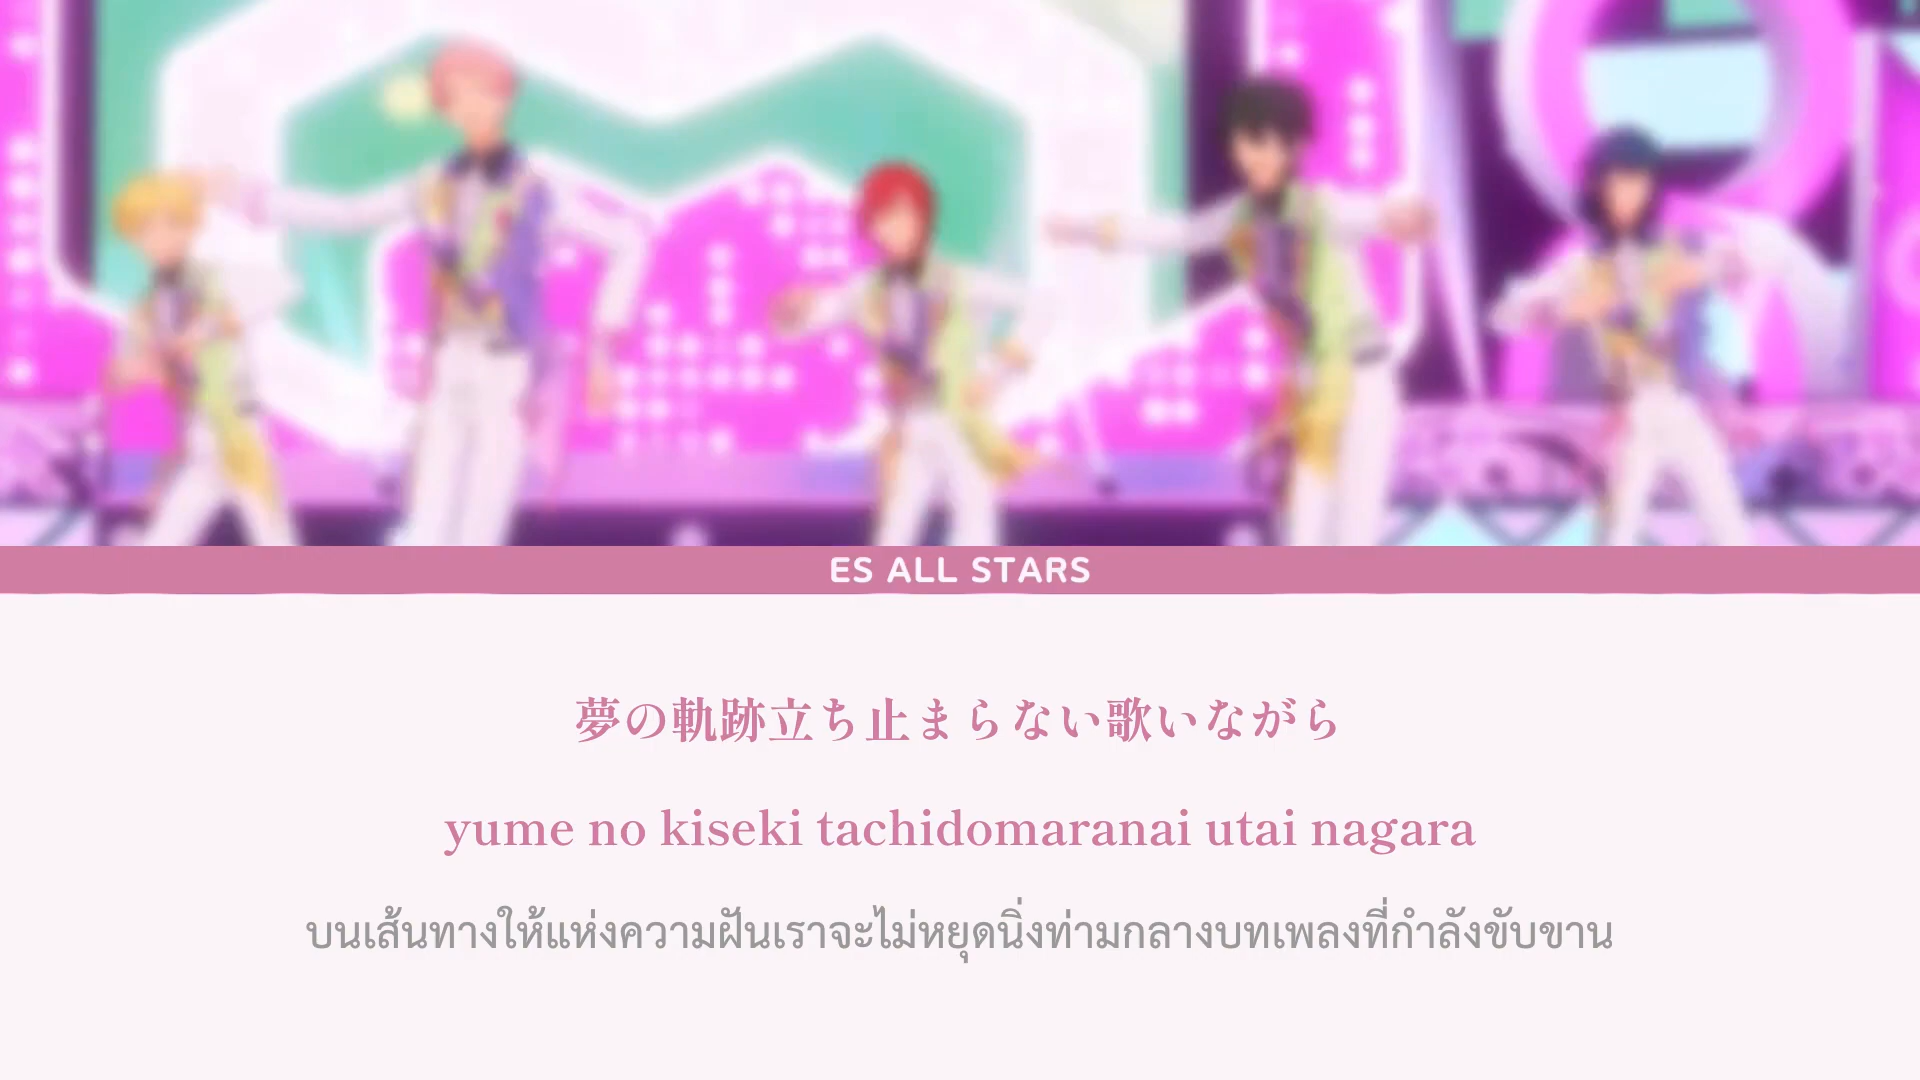 ES ALL STARS
夢の軌跡立ち止まらない歌いながら
yume no kiseki tachidomaranai utai nagara
บนเส้นทางให้แห่งความฝันเราจะไม่หยุดนิ่งท่ามกลางบทเพลงที่กำลังขับขาน